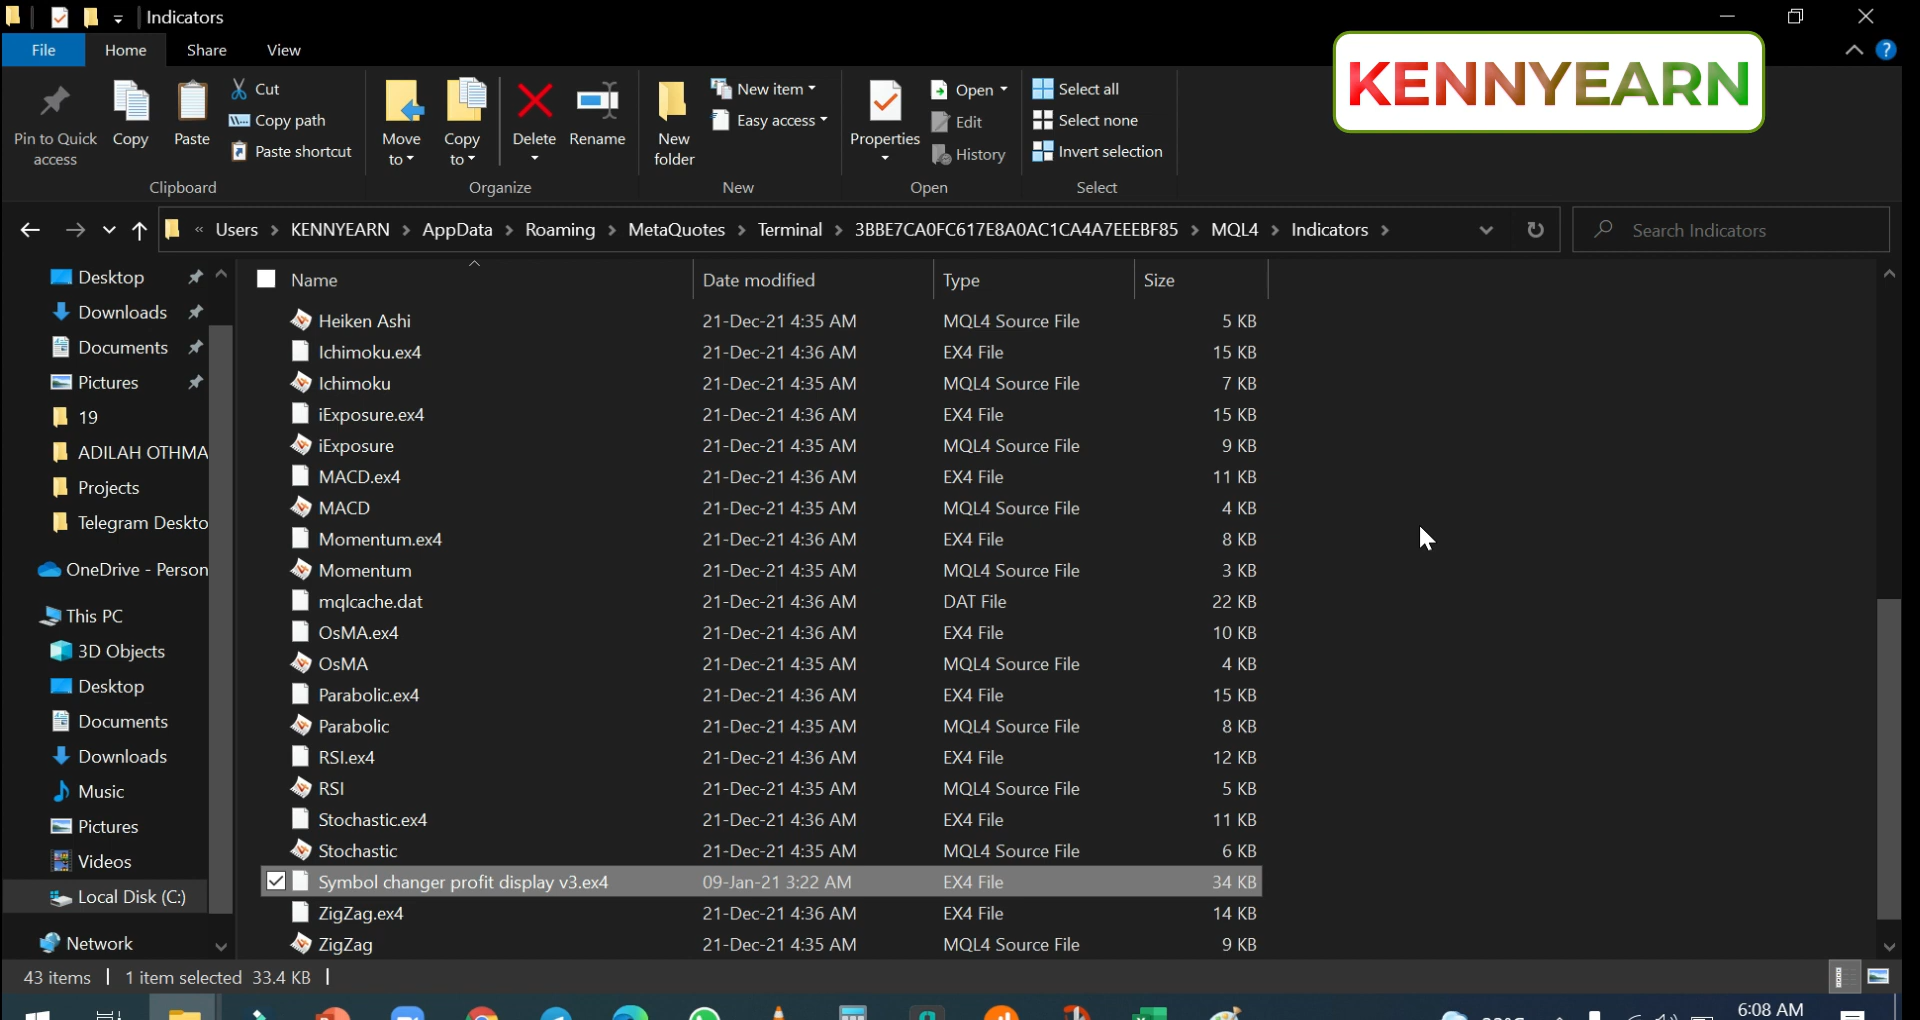 Indicators
File Home Share View
KENNYEARN
Pin to Quick access
Copy
Paste
Cut
Copy path
Paste shortcut
Clipboard
Move to
Copy to
Delete
Rename
Organize
New folder
New item
Easy access
New
Properties
Open
Edit
History
Open
Select all
Select none
Invert selection
Select
« Users > KENNYEARN > AppData > Roaming > MetaQuotes > Terminal > 3BBE7CA0FC617E8A0AC1CA4A7EEEBF85 > MQL4 > Indicators >
Search Indicators
Desktop
Downloads
Documents
Pictures
19
ADILAH OTHMA
Projects
Telegram Deskto
OneDrive - Person
This PC
3D Objects
Desktop
Documents
Downloads
Music
Pictures
Videos
Local Disk (C:)
Network
Name Date modified Type Size
Heiken Ashi 21-Dec-21 4:35 AM MQL4 Source File 5 KB
Ichimoku.ex4 21-Dec-21 4:36 AM EX4 File 15 KB
Ichimoku 21-Dec-21 4:35 AM MQL4 Source File 7 KB
iExposure.ex4 21-Dec-21 4:36 AM EX4 File 15 KB
iExposure 21-Dec-21 4:35 AM MQL4 Source File 9 KB
MACD.ex4 21-Dec-21 4:36 AM EX4 File 11 KB
MACD 21-Dec-21 4:35 AM MQL4 Source File 4 KB
Momentum.ex4 21-Dec-21 4:36 AM EX4 File 8 KB
Momentum 21-Dec-21 4:35 AM MQL4 Source File 3 KB
mqlcache.dat 21-Dec-21 4:36 AM DAT File 22 KB
OsMA.ex4 21-Dec-21 4:36 AM EX4 File 10 KB
OsMA 21-Dec-21 4:35 AM MQL4 Source File 4 KB
Parabolic.ex4 21-Dec-21 4:36 AM EX4 File 15 KB
Parabolic 21-Dec-21 4:35 AM MQL4 Source File 8 KB
RSI.ex4 21-Dec-21 4:36 AM EX4 File 12 KB
RSI 21-Dec-21 4:35 AM MQL4 Source File 5 KB
Stochastic.ex4 21-Dec-21 4:36 AM EX4 File 11 KB
Stochastic 21-Dec-21 4:35 AM MQL4 Source File 6 KB
Symbol changer profit display v3.ex4 09-Jan-21 3:22 AM EX4 File 34 KB
ZigZag.ex4 21-Dec-21 4:36 AM EX4 File 14 KB
ZigZag 21-Dec-21 4:35 AM MQL4 Source File 9 KB
43 items 1 item selected 33.4 KB
6:08 AM